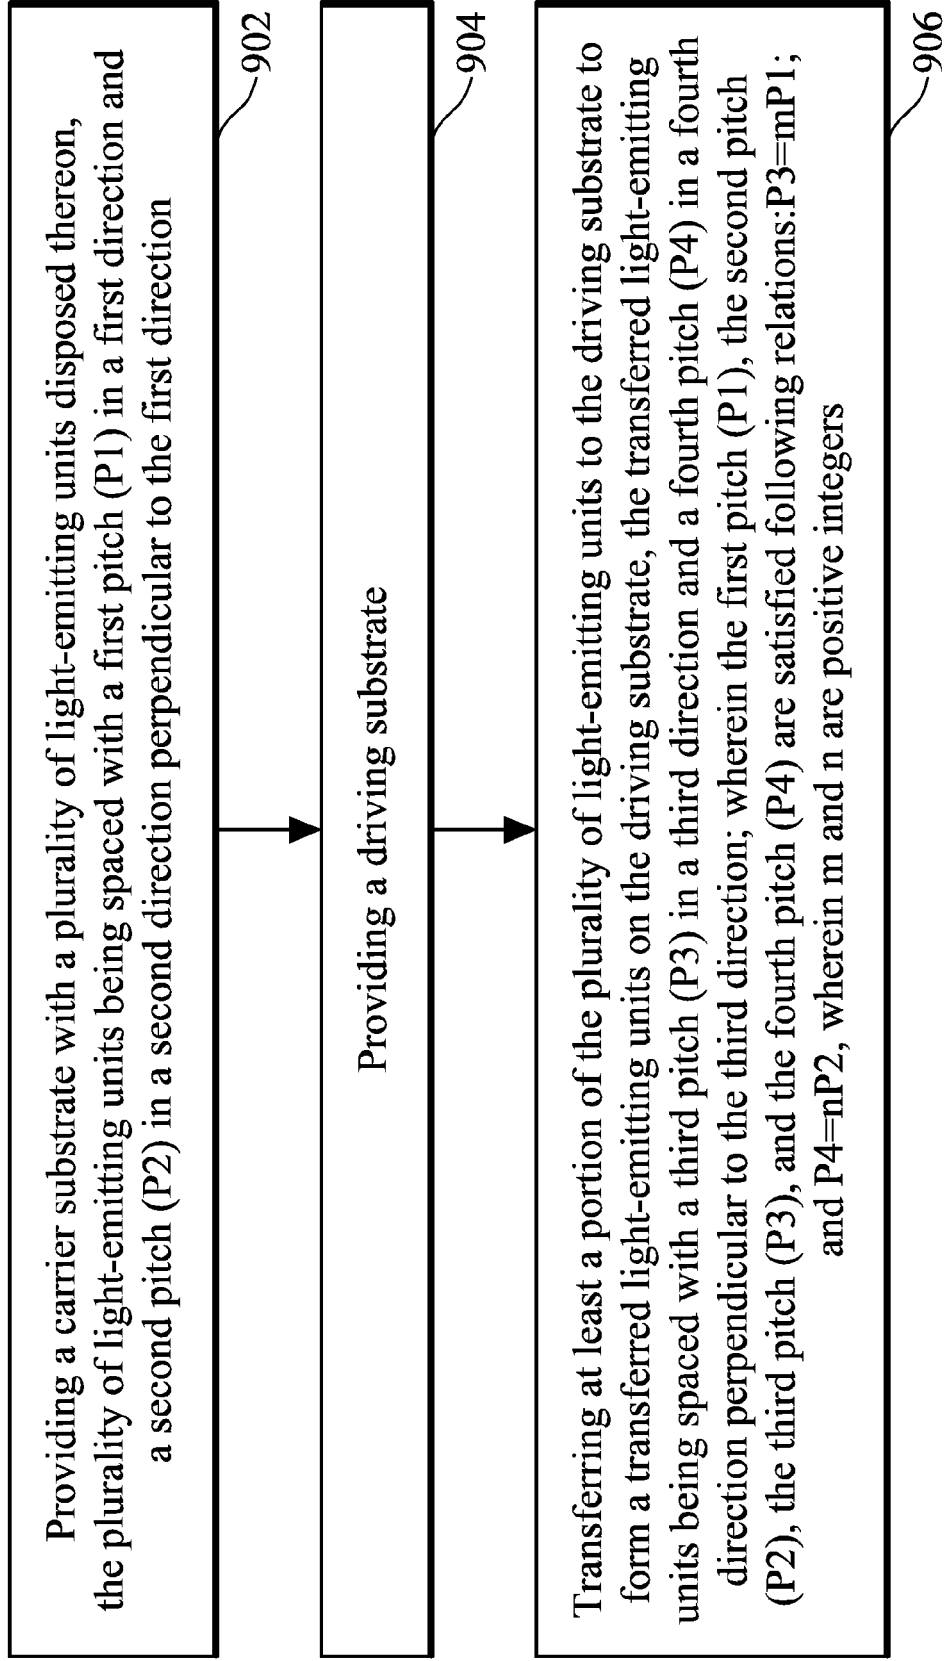 Providing a carrier substrate with a plurality of light-emitting units disposed thereon,
the plurality of light-emitting units being spaced with a first pitch (P1) in a first direction and
a second pitch (P2) in a second direction perpendicular to the first direction
902
Providing a driving substrate
904
Transferring at least a portion of the plurality of light-emitting units to the driving substrate to
form a transferred light-emitting units on the driving substrate, the transferred light-emitting
units being spaced with a third pitch (P3) in a third direction and a fourth pitch (P4) in a fourth
direction perpendicular to the third direction; wherein the first pitch (P1), the second pitch
(P2), the third pitch (P3), and the fourth pitch (P4) are satisfied following relations:P3=mP1;
and P4=nP2, wherein m and n are positive integers
906